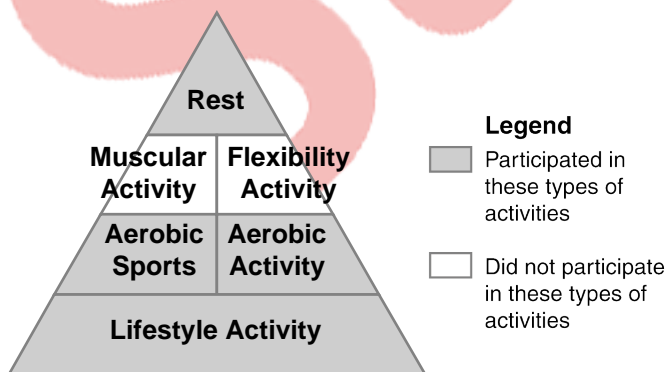 Rest
Muscular Activity
Flexibility Activity
Aerobic Sports
Aerobic Activity
Lifestyle Activity
Legend
Participated in
these types of
activities
Did not participate
in these types of
activities